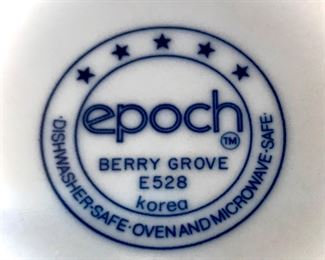 epoch TM
BERRY GROVE
E528
korea
·DISHWASHER-SAFE·OVEN AND MICROWAVE-SAFE·